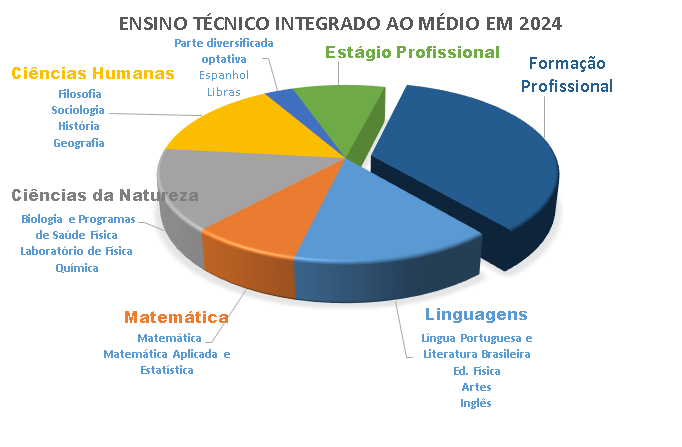 ENSINO TÉCNICO INTEGRADO AO MÉDIO EM 2024
Parte diversificada
optativa
Espanhol
Libras
Estágio Profissional
Formação
Profissional
Ciências Humanas
Filosofia
Sociologia
História
Geografia
Ciências da Natureza
Biologia e Programas
de Saúde Física
Laboratório de Física
Química
Matemática
Matemática
Matemática Aplicada e
Estatística
Linguagens
Língua Portuguesa e
Literatura Brasileira
Ed. Física
Artes
Inglês